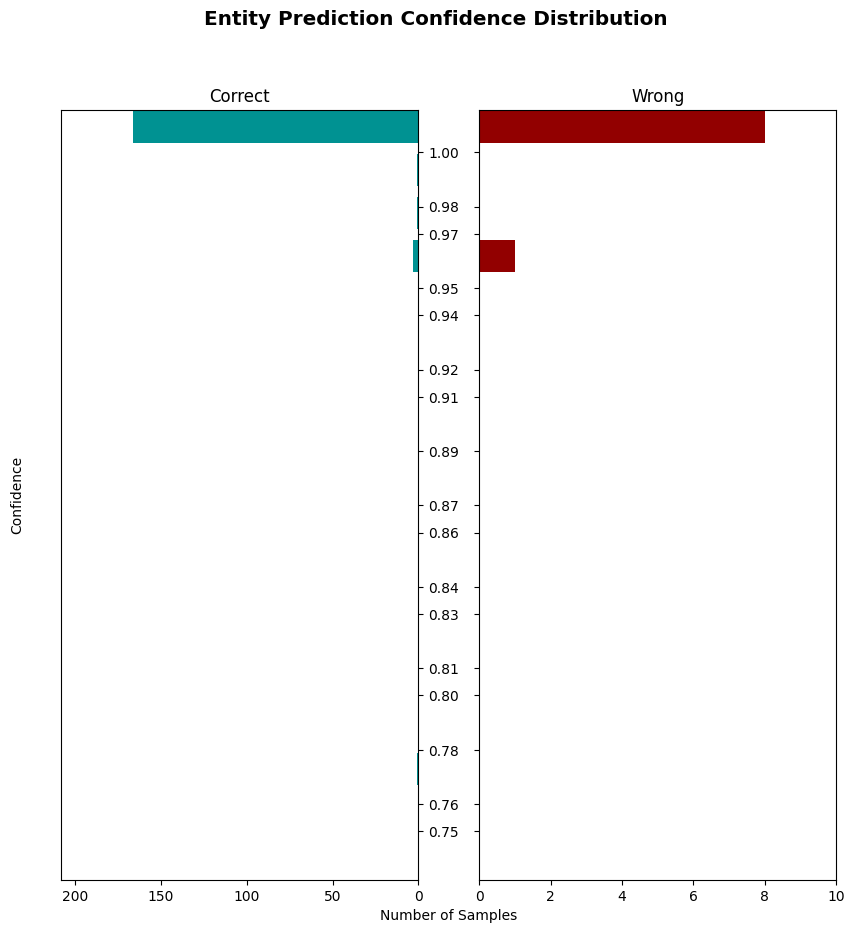 Entity Prediction Confidence Distribution
Correct
Wrong
1.00
0.98
0.97
0.95
0.94
0.92
0.91
0.89
0.87
0.86
0.84
0.83
0.81
0.80
0.78
0.76
0.75
Confidence
200 150 100 50 0
0 2 4 6 8 10
Number of Samples